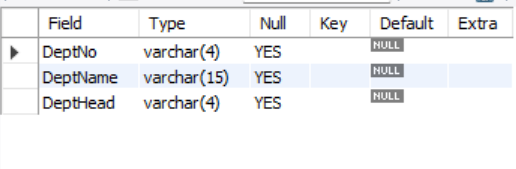 Field Type Null Key Default Extra
DeptNo varchar(4) YES NULL
DeptName varchar(15) YES NULL
DeptHead varchar(4) YES NULL